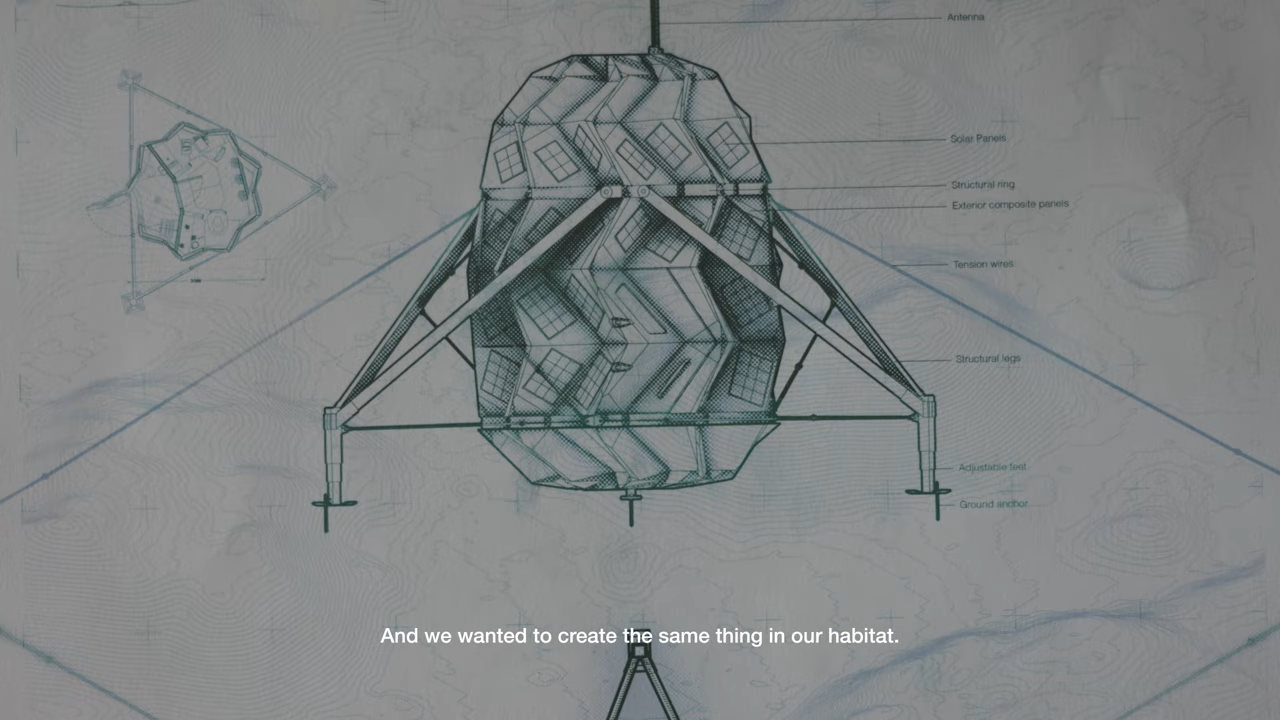 Antenna
Solar Panels
Structural ring
Exterior composite panels
Tension wires
Structural legs
Adjustable feet
Ground anchor
And we wanted to create the same thing in our habitat.